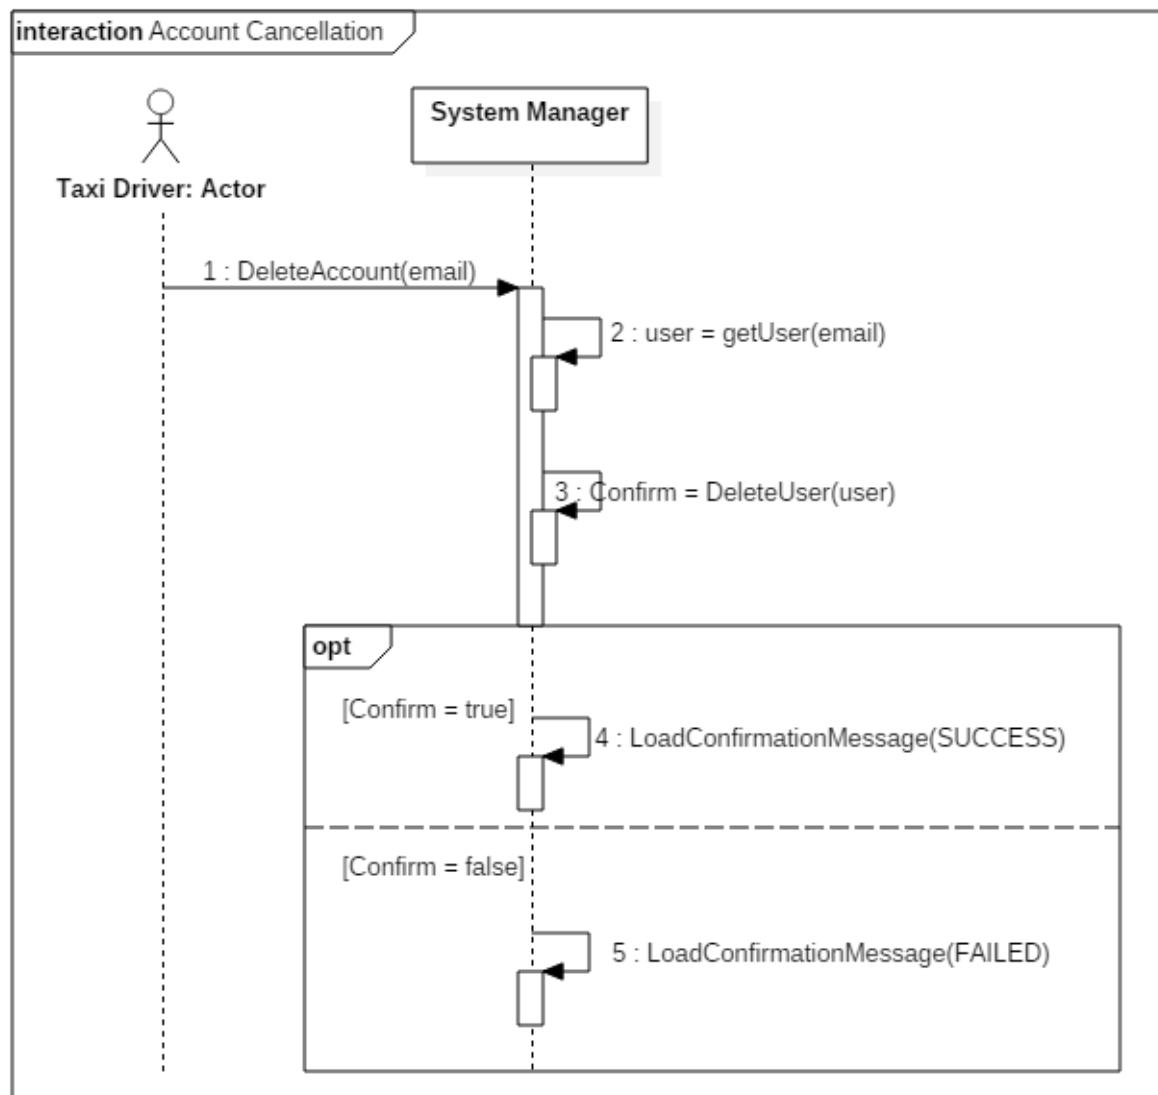 interaction Account Cancellation
System Manager
Taxi Driver: Actor
1 : DeleteAccount(email)
2 : user = getUser(email)
3 : Confirm = DeleteUser(user)
opt
[Confirm = true]
4 : LoadConfirmationMessage(SUCCESS)
[Confirm = false]
5 : LoadConfirmationMessage(FAILED)